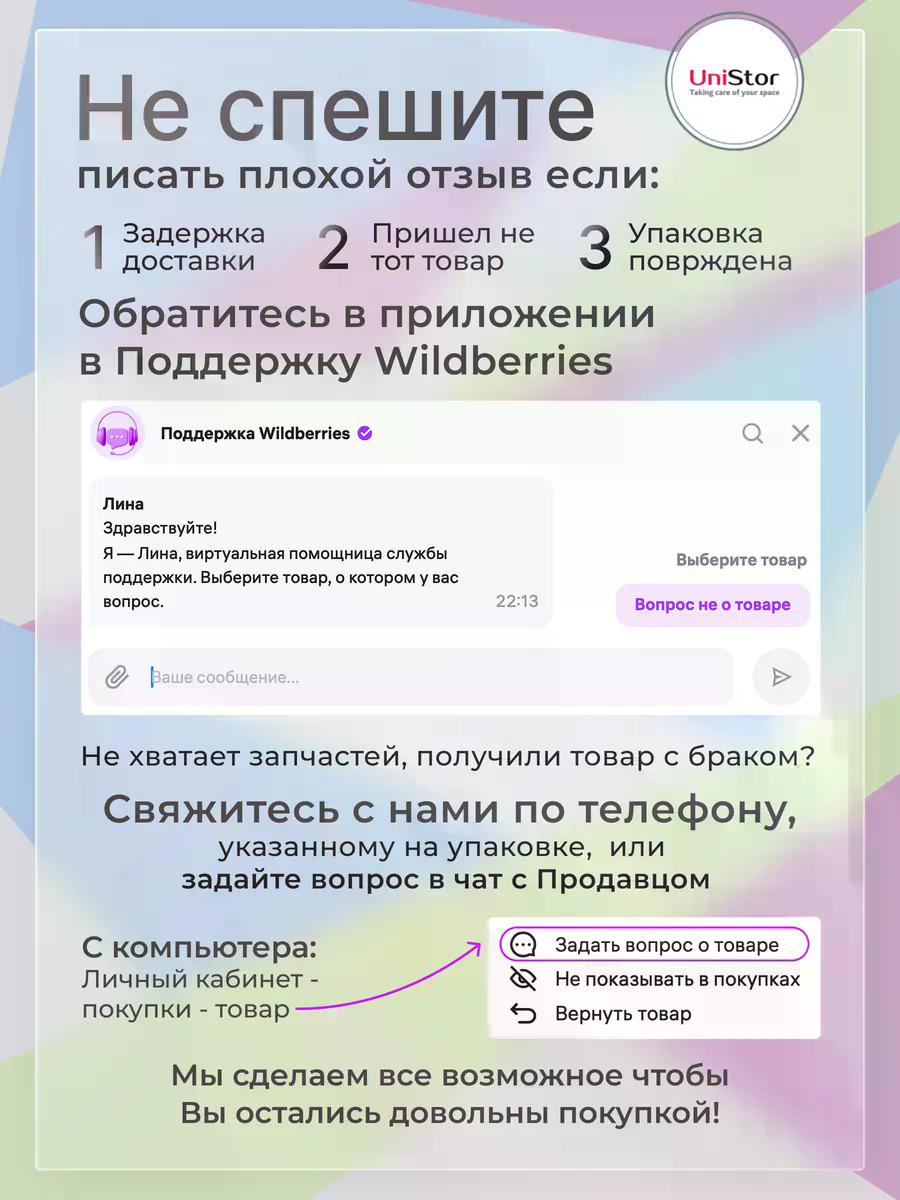 UniStor
Taking care of your space
Не спешите
писать плохой отзыв если:
1 Задержка
доставки
2 Пришел не
тот товар
3 Упаковка
поврждена
Обратитесь в приложении
в Поддержку Wildberries
Поддержка Wildberries
Лина
Здравствуйте!
Я — Лина, виртуальная помощница службы
поддержки. Выберите товар, о котором у вас
вопрос.
22:13
Выберите товар
Вопрос не о товаре
Ваше сообщение...
Не хватает запчастей, получили товар с браком?
Свяжитесь с нами по телефону,
указанному на упаковке, или
задайте вопрос в чат с Продавцом
С компьютера:
Личный кабинет -
покупки - товар
Задать вопрос о товаре
Не показывать в покупках
Вернуть товар
Мы сделаем все возможное чтобы
Вы остались довольны покупкой!